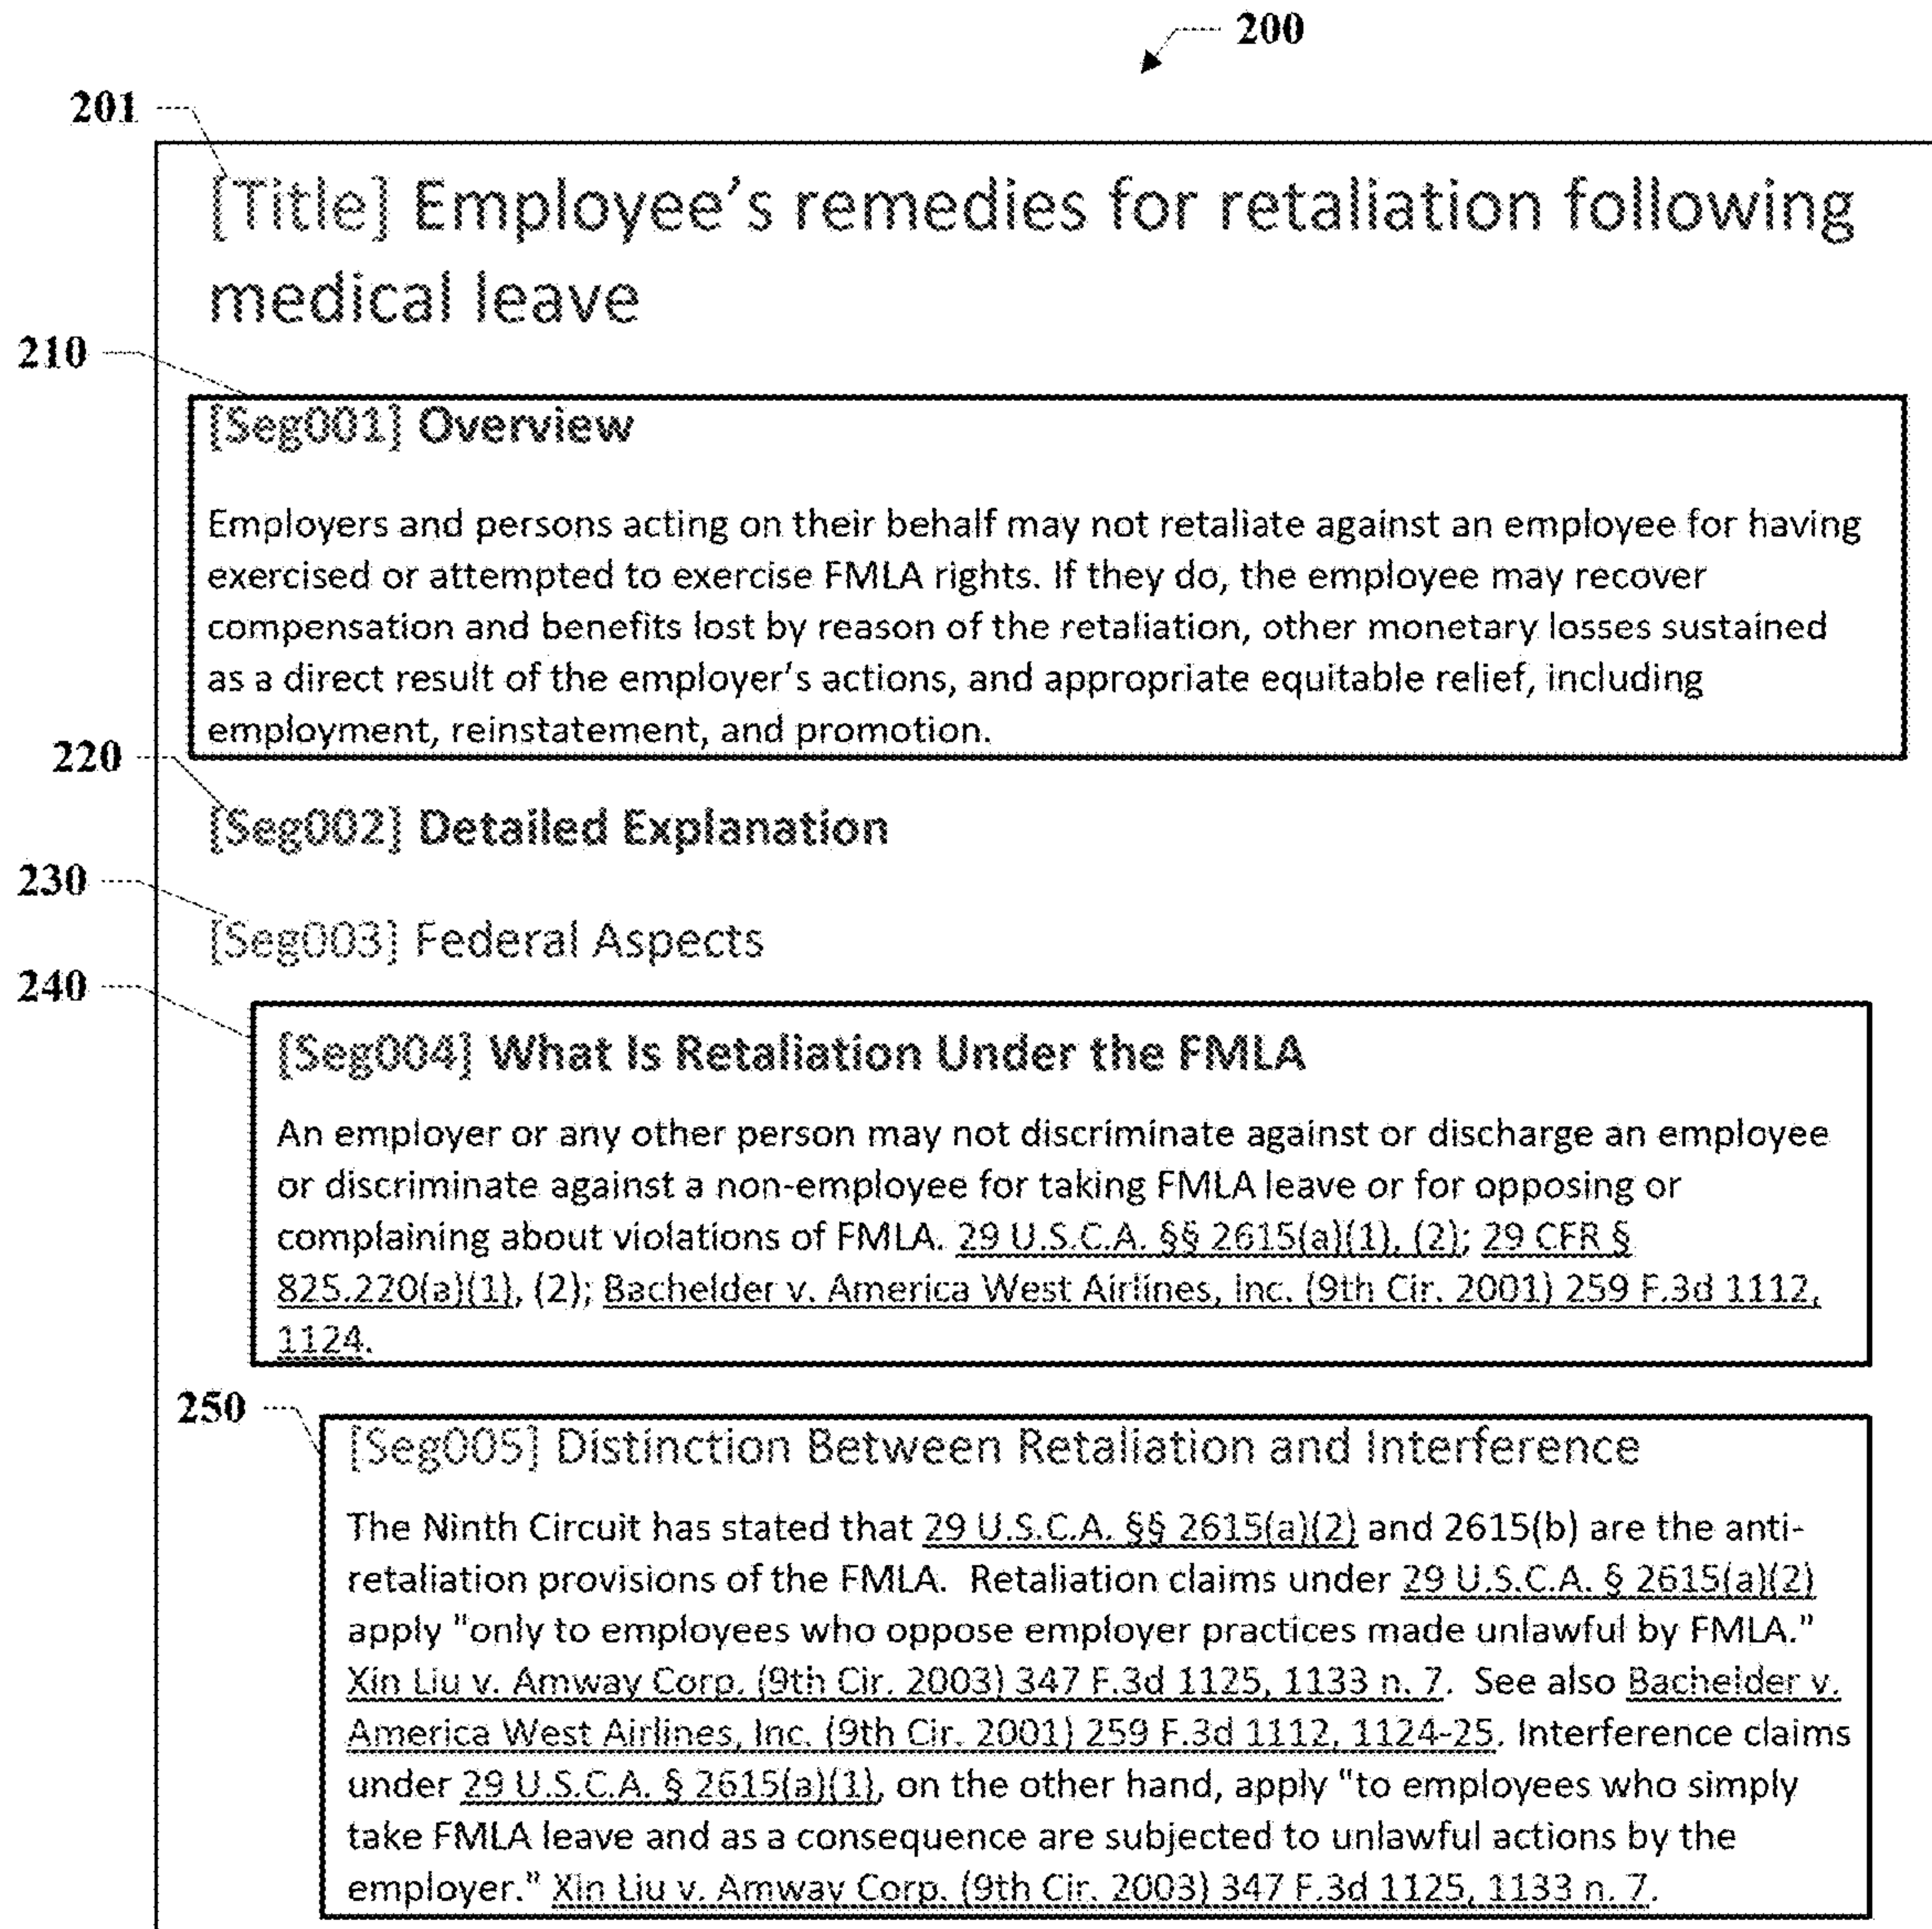 200
201
[Title] Employee's remedies for retaliation following
medical leave
210
[Seg001] Overview
Employers and persons acting on their behalf may not retaliate against an employee for having
exercised or attempted to exercise FMLA rights. If they do, the employee may recover
compensation and benefits lost by reason of the retaliation, other monetary losses sustained
as a direct result of the employer's actions, and appropriate equitable relief, including
employment, reinstatement, and promotion.
220
[Seg002] Detailed Explanation
230
[Seg003] Federal Aspects
240
[Seg004] What Is Retaliation Under the FMLA
An employer or any other person may not discriminate against or discharge an employee
or discriminate against a non-employee for taking FMLA leave or for opposing or
complaining about violations of FMLA. 29 U.S.C.A. §§ 2615(a)(1), (2); 29 CFR §
825.220(a)(1), (2); Bachelder v. America West Airlines, Inc. (9th Cir. 2001) 259 F.3d 1112,
1124.
250
[Seg005] Distinction Between Retaliation and Interference
The Ninth Circuit has stated that 29 U.S.C.A. §§ 2615(a)(2) and 2615(b) are the anti-
retaliation provisions of the FMLA.  Retaliation claims under 29 U.S.C.A. § 2615(a)(2)
apply "only to employees who oppose employer practices made unlawful by FMLA."
Xin Liu v. Amway Corp. (9th Cir. 2003) 347 F.3d 1125, 1133 n. 7.  See also Bachelder v.
America West Airlines, Inc. (9th Cir. 2001) 259 F.3d 1112, 1124-25. Interference claims
under 29 U.S.C.A. § 2615(a)(1), on the other hand, apply "to employees who simply
take FMLA leave and as a consequence are subjected to unlawful actions by the
employer." Xin Liu v. Amway Corp. (9th Cir. 2003) 347 F.3d 1125, 1133 n. 7.